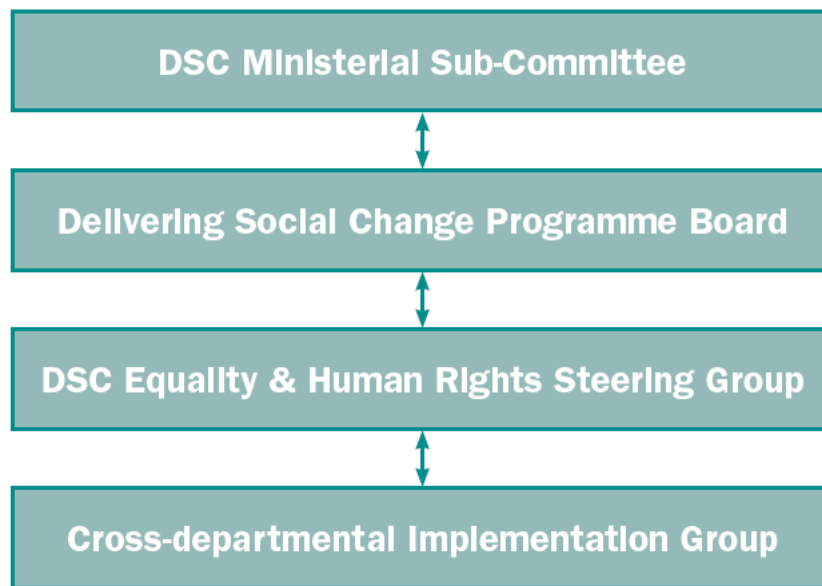 DSC Ministerial Sub-Committee
Delivering Social Change Programme Board
DSC Equality & Human Rights Steering Group
Cross-departmental Implementation Group